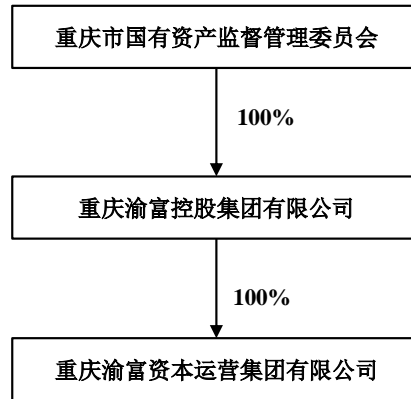 重庆市国有资产监督管理委员会
100%
重庆渝富控股集团有限公司
100%
重庆渝富资本运营集团有限公司